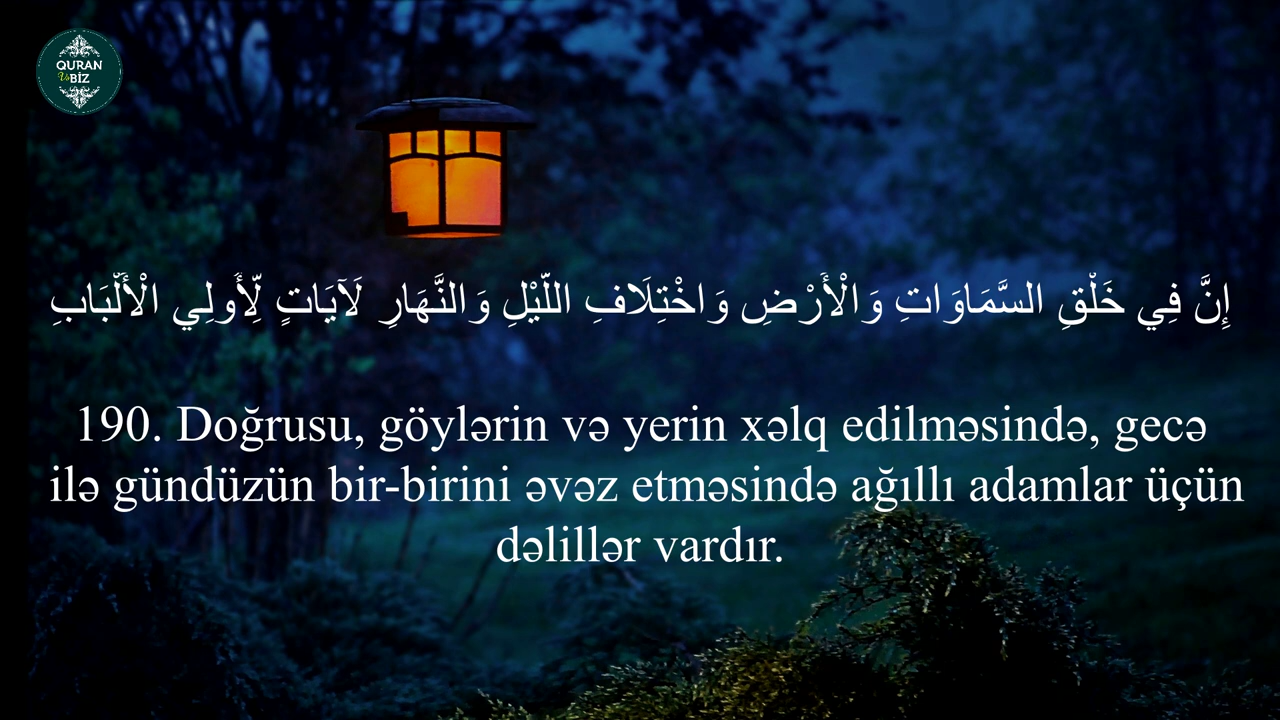 QURAN
Və BİZ
إِنَّ فِي خَلْقِ السَّمَاوَاتِ وَالْأَرْضِ وَاخْتِلَافِ اللَّيْلِ وَالنَّهَارِ لَآيَاتٍ لِّأُولِي الْأَلْبَابِ
190. Doğrusu, göylərin və yerin xəlq edilməsində, gecə
ilə gündüzün bir-birini əvəz etməsində ağıllı adamlar üçün
dəlillər vardır.